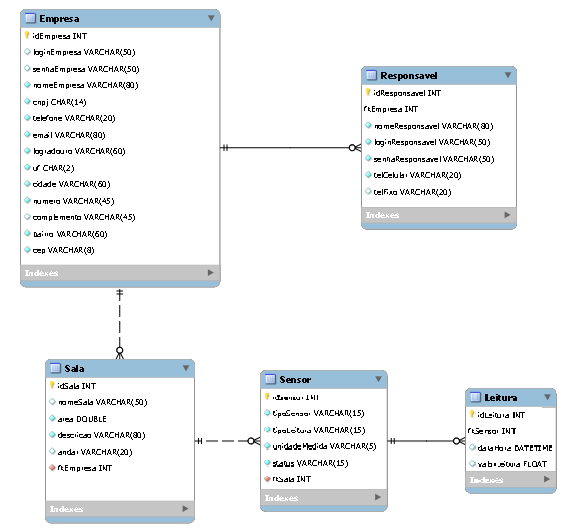 Empresa
idEmpresa INT
loginEmpresa VARCHAR(50)
senhaEmpresa VARCHAR(50)
nomeEmpresa VARCHAR(80)
cnpj CHAR(14)
telefone VARCHAR(20)
email VARCHAR(80)
logradouro VARCHAR(60)
uf CHAR(2)
cidade VARCHAR(60)
numero VARCHAR(45)
complemento VARCHAR(45)
bairro VARCHAR(60)
cep VARCHAR(8)
Indexes
Responsavel
idResponsavel INT
fkEmpresa INT
nomeResponsavel VARCHAR(80)
loginResponsavel VARCHAR(50)
senhaResponsavel VARCHAR(50)
telCelular VARCHAR(20)
telFixo VARCHAR(20)
Indexes
Sala
idSala INT
nomeSala VARCHAR(50)
area DOUBLE
descricao VARCHAR(80)
andar VARCHAR(20)
fkEmpresa INT
Indexes
Sensor
idSensor INT
tipoSensor VARCHAR(15)
tipoLeitura VARCHAR(15)
unidadeMedida VARCHAR(5)
status VARCHAR(15)
fkSala INT
Indexes
Leitura
idLeitura INT
fkSensor INT
dataHora DATETIME
valorLeitura FLOAT
Indexes